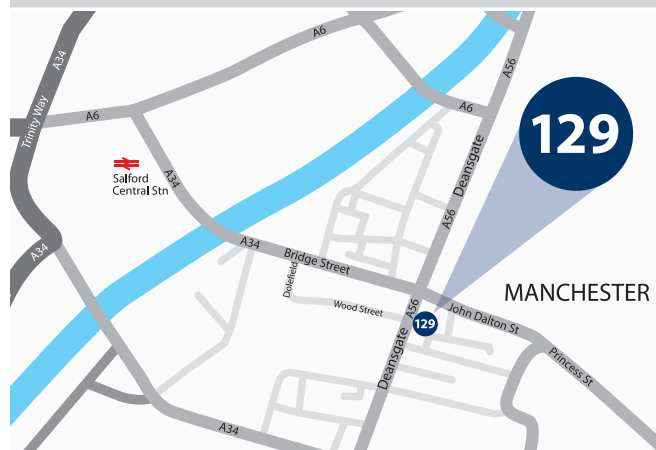 A34
A6
A56
Trinity Way
A6
A6
129
Salford
Central Stn
A34
Deansgate
A56
A34
A34
Bridge Street
Dolefield
MANCHESTER
Wood Street
A56
129
John Dalton St
Deansgate
Princess St
A34